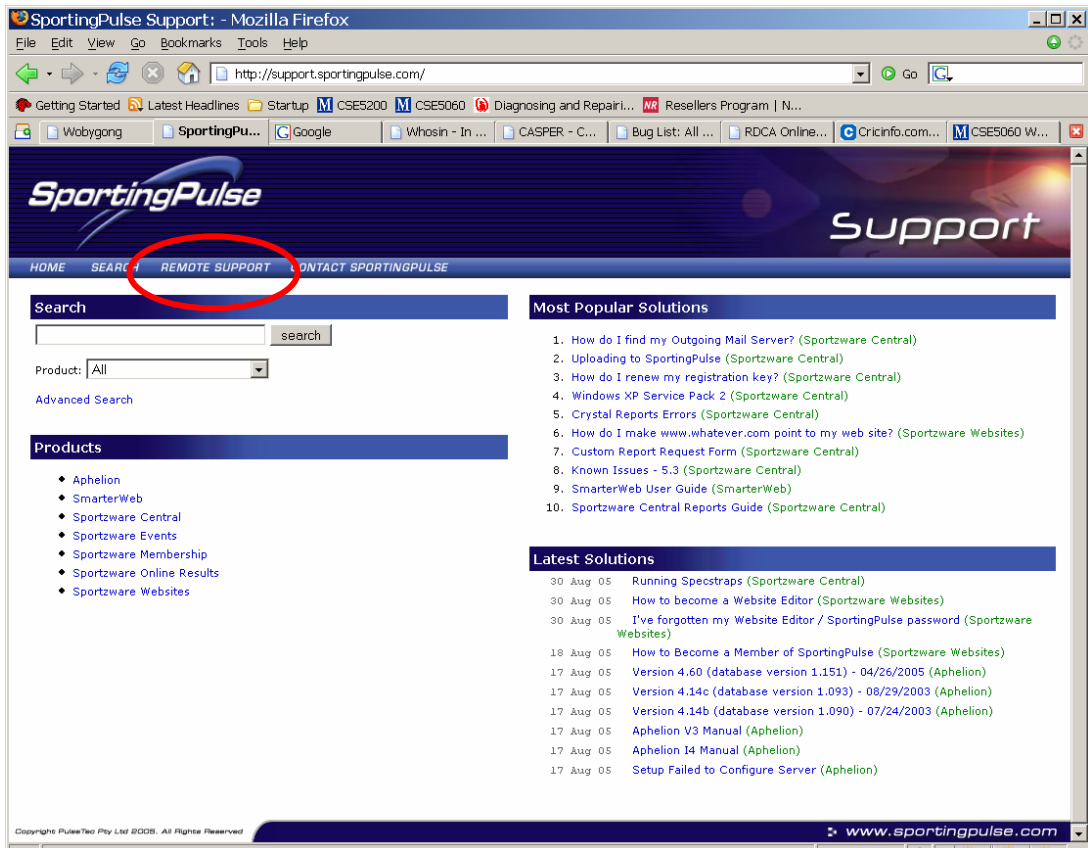 SportingPulse Support: - Mozilla Firefox
File Edit View Go Bookmarks Tools Help
http://support.sportingpulse.com/ Go
Getting Started Latest Headlines Startup CSE5200 CSE5060 Diagnosing and Repairi... Resellers Program | N...
Wobygong SportingPu... Google Whosin - In ... CASPER - C... Bug List: All ... RDCA Online... Cricinfo.com... CSE5060 W...
SportingPulse
Support
HOME SEARCH REMOTE SUPPORT CONTACT SPORTINGPULSE
Search
search
Product: All
Advanced Search
Products
Aphelion
SmarterWeb
Sportzware Central
Sportzware Events
Sportzware Membership
Sportzware Online Results
Sportzware Websites
Most Popular Solutions
1. How do I find my Outgoing Mail Server? (Sportzware Central)
2. Uploading to SportingPulse (Sportzware Central)
3. How do I renew my registration key? (Sportzware Central)
4. Windows XP Service Pack 2 (Sportzware Central)
5. Crystal Reports Errors (Sportzware Central)
6. How do I make www.whatever.com point to my web site? (Sportzware Websites)
7. Custom Report Request Form (Sportzware Central)
8. Known Issues - 5.3 (Sportzware Central)
9. SmarterWeb User Guide (SmarterWeb)
10. Sportzware Central Reports Guide (Sportzware Central)
Latest Solutions
30 Aug 05 Running Specstraps (Sportzware Central)
30 Aug 05 How to become a Website Editor (Sportzware Websites)
30 Aug 05 I've forgotten my Website Editor / SportingPulse password (Sportzware
Websites)
18 Aug 05 How to Become a Member of SportingPulse (Sportzware Websites)
17 Aug 05 Version 4.60 (database version 1.151) - 04/26/2005 (Aphelion)
17 Aug 05 Version 4.14c (database version 1.093) - 08/29/2003 (Aphelion)
17 Aug 05 Version 4.14b (database version 1.090) - 07/24/2003 (Aphelion)
17 Aug 05 Aphelion V3 Manual (Aphelion)
17 Aug 05 Aphelion I4 Manual (Aphelion)
17 Aug 05 Setup Failed to Configure Server (Aphelion)
Copyright PulseTec Pty Ltd 2005. All Rights Reserved
www.sportingpulse.com